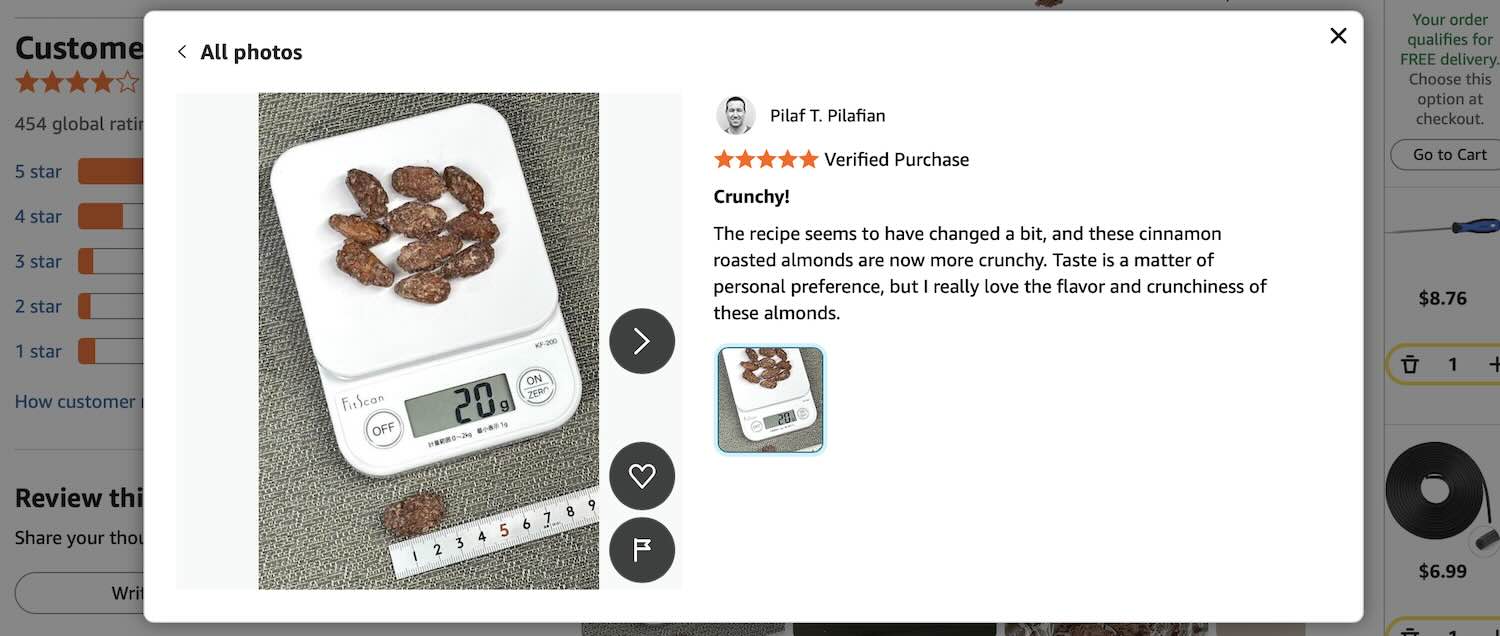 Custome
454 global ratin
5 star
4 star
3 star
2 star
1 star
How customer
Review thi
Share your thou
Writ
All photos
FitScan
KF-200
20g
ON
ZERO
OFF
計量範囲0~2kg 最小表示1g
1 2 3 4 5 6 7 8 9
Pilaf T. Pilafian
Verified Purchase
Crunchy!
The recipe seems to have changed a bit, and these cinnamon
roasted almonds are now more crunchy. Taste is a matter of
personal preference, but I really love the flavor and crunchiness of
these almonds.
20
Your order
qualifies for
FREE delivery.
Choose this
option at
checkout.
Go to Cart
$8.76
1
+
$6.99
1